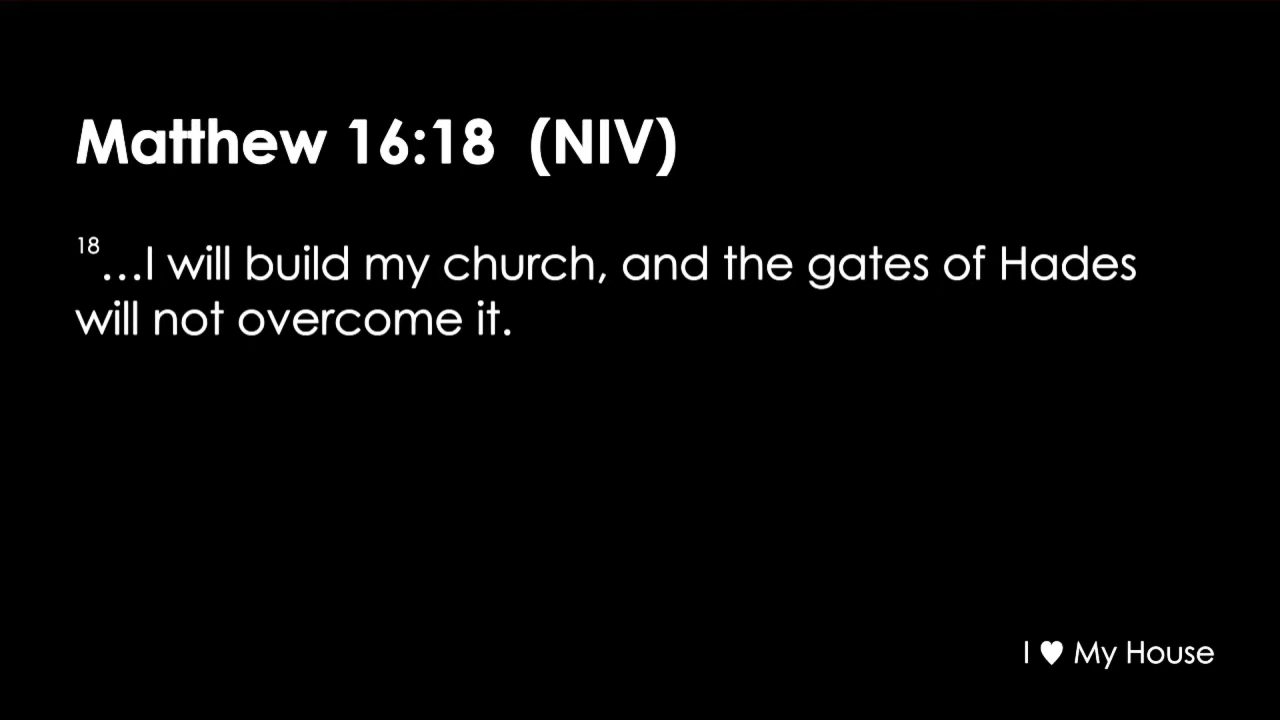 Matthew 16:18 (NIV)
18…I will build my church, and the gates of Hades
will not overcome it.
I ♥ My House